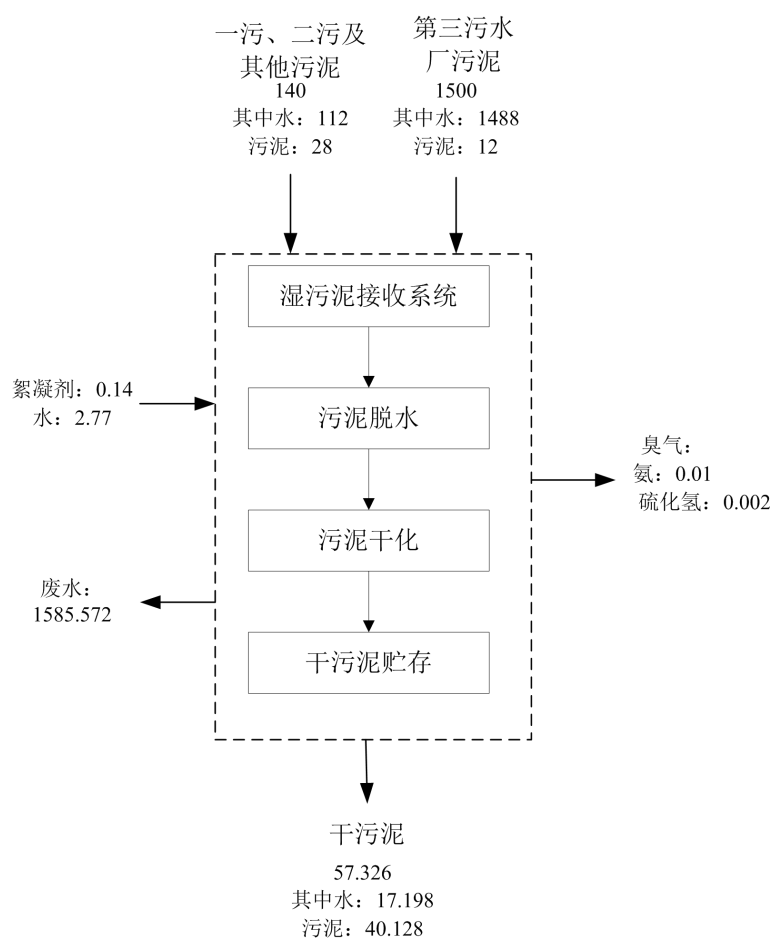 一污、二污及
其他污泥
140
其中水：112
污泥：28
第三污水
厂污泥
1500
其中水：1488
污泥：12
湿污泥接收系统
絮凝剂：0.14
水：2.77
污泥脱水
臭气：
氨：0.01
硫化氢：0.002
污泥干化
废水：
1585.572
干污泥贮存
干污泥
57.326
其中水：17.198
污泥：40.128